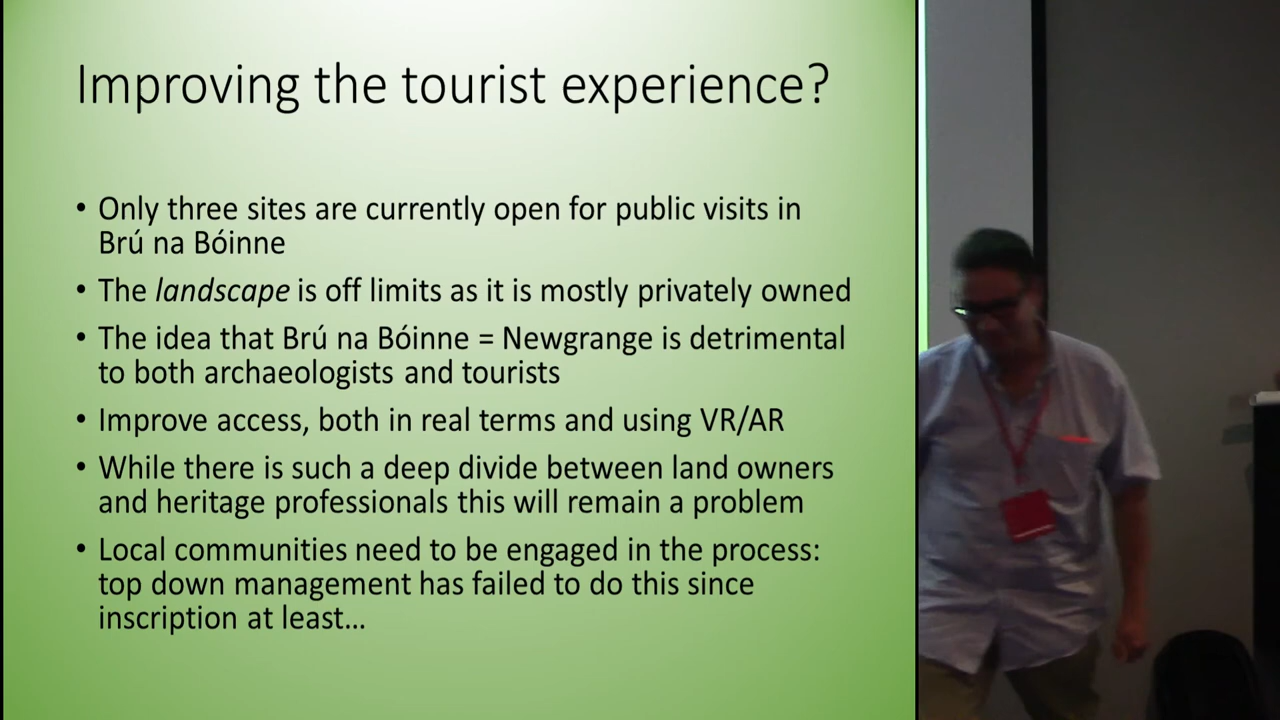 Improving the tourist experience?
• Only three sites are currently open for public visits in
Brú na Bóinne
• The landscape is off limits as it is mostly privately owned
• The idea that Brú na Bóinne = Newgrange is detrimental
to both archaeologists and tourists
• Improve access, both in real terms and using VR/AR
• While there is such a deep divide between land owners
and heritage professionals this will remain a problem
• Local communities need to be engaged in the process:
top down management has failed to do this since
inscription at least…